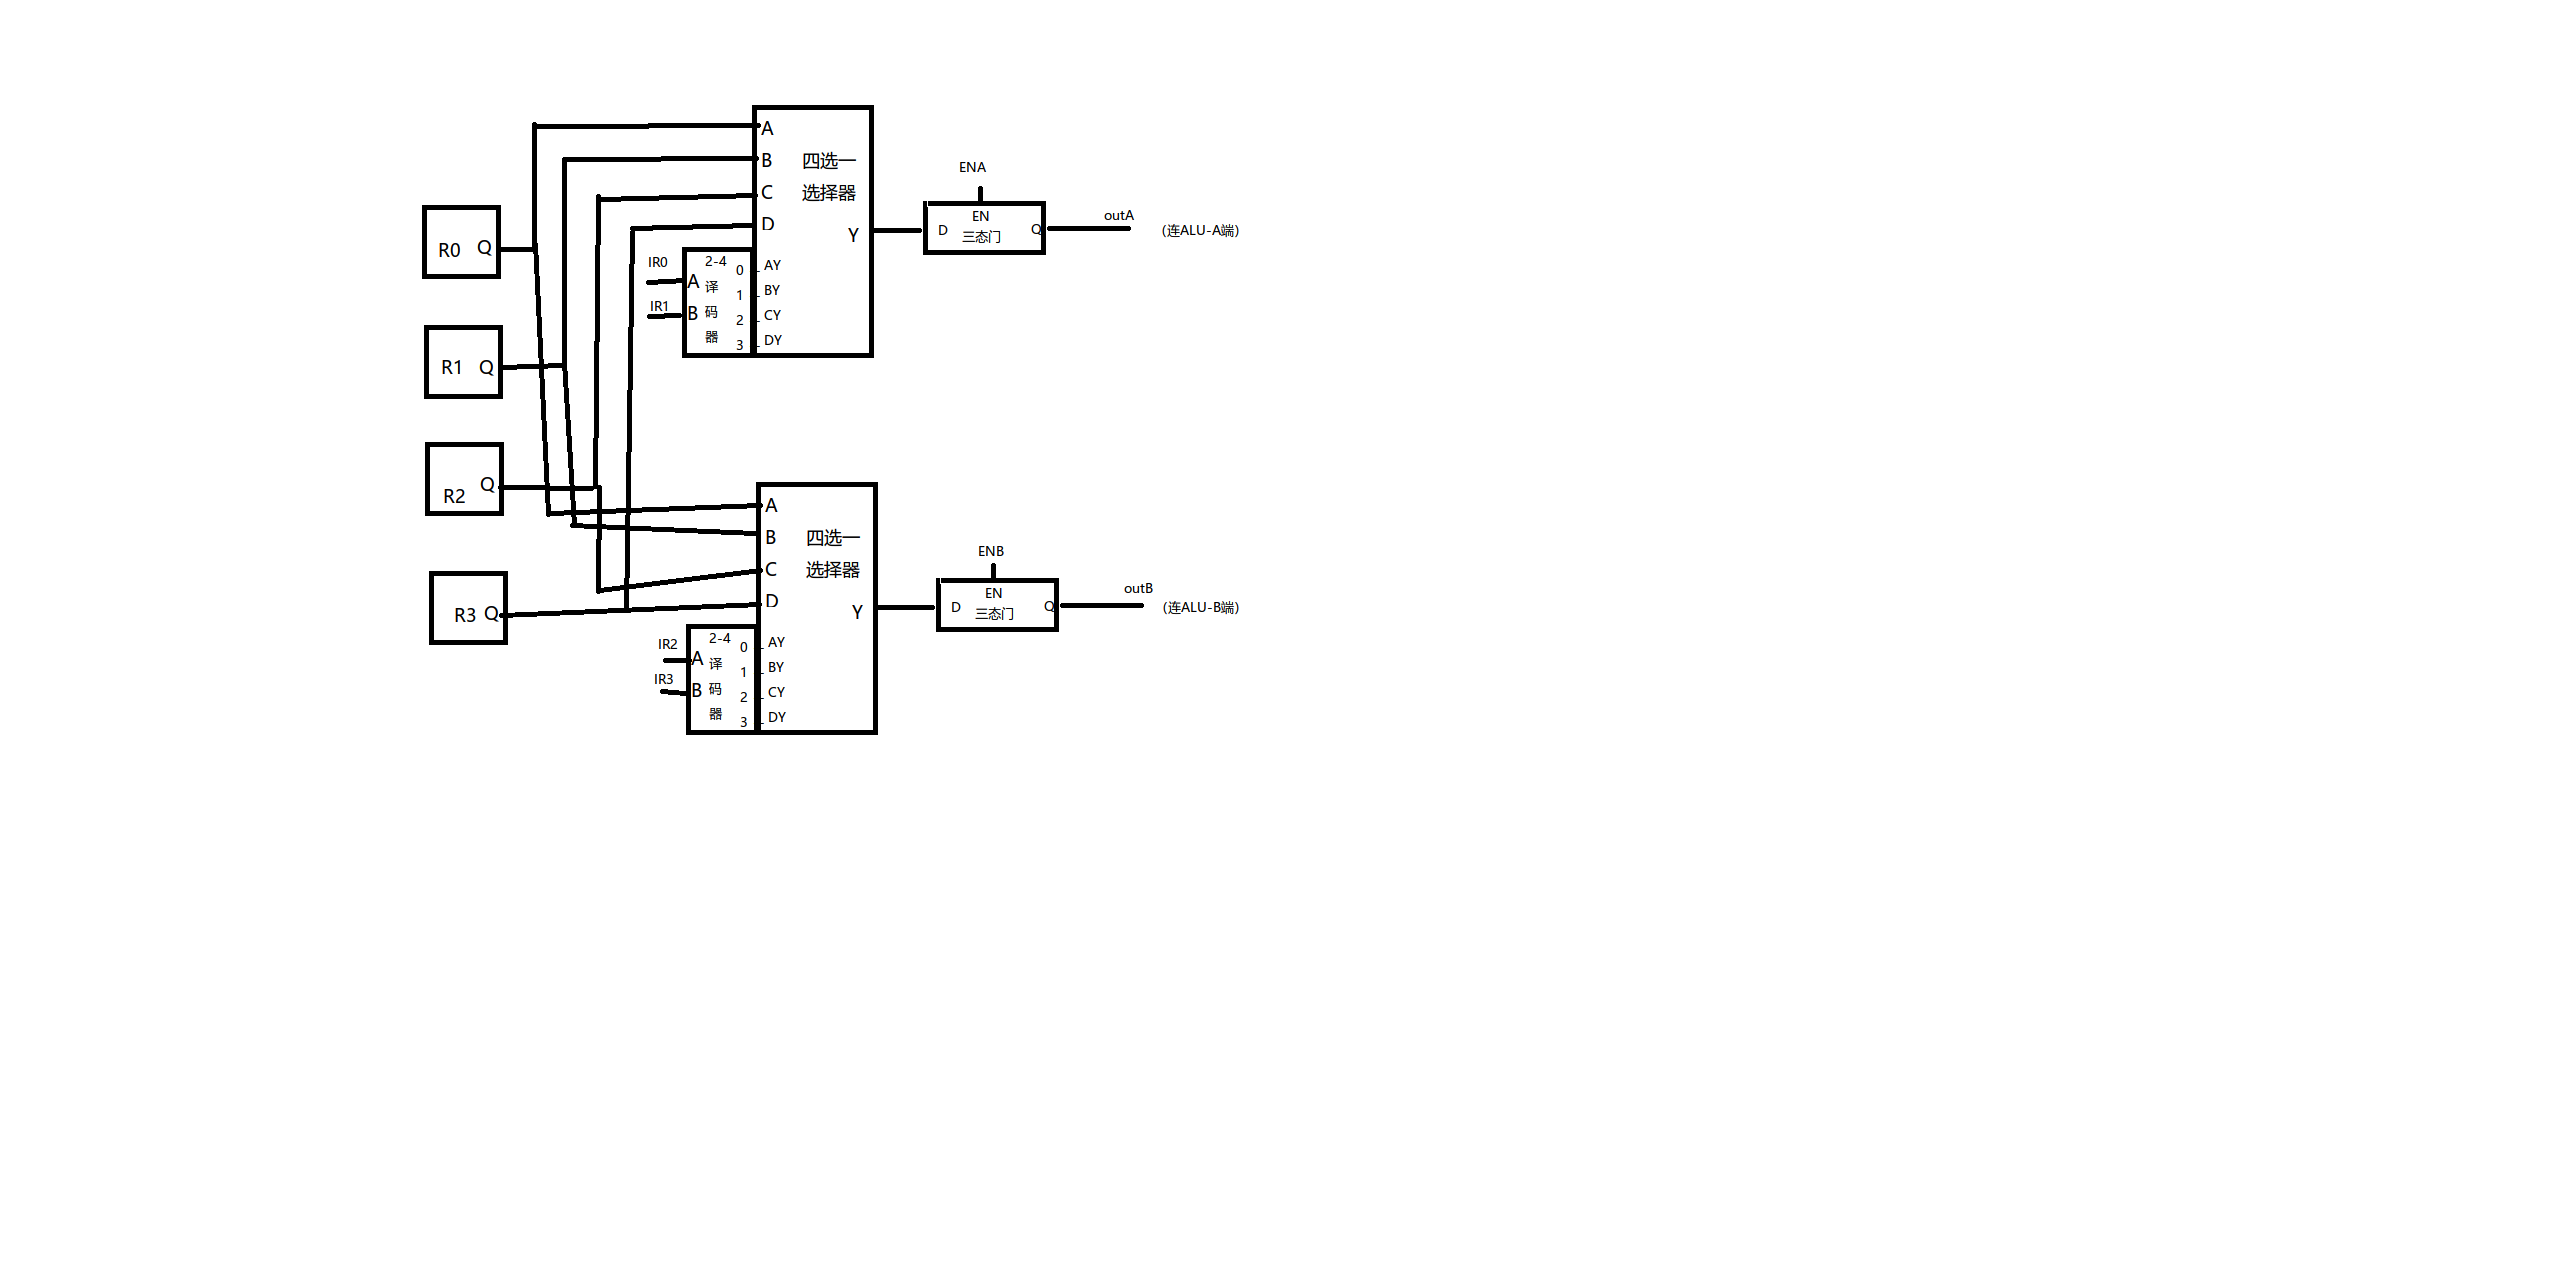 R0 Q
R1 Q
R2 Q
R3 Q
A
B 四选一
C 选择器
D
Y
IR0
IR1
A
B
2-4
译
码
器
0 AY
1 BY
2 CY
3 DY
ENA
EN
D 三态门 Q
outA
(连ALU-A端)
A
B 四选一
C 选择器
D
Y
IR2
IR3
A
B
2-4
译
码
器
0 AY
1 BY
2 CY
3 DY
ENB
EN
D 三态门 Q
outB
(连ALU-B端)